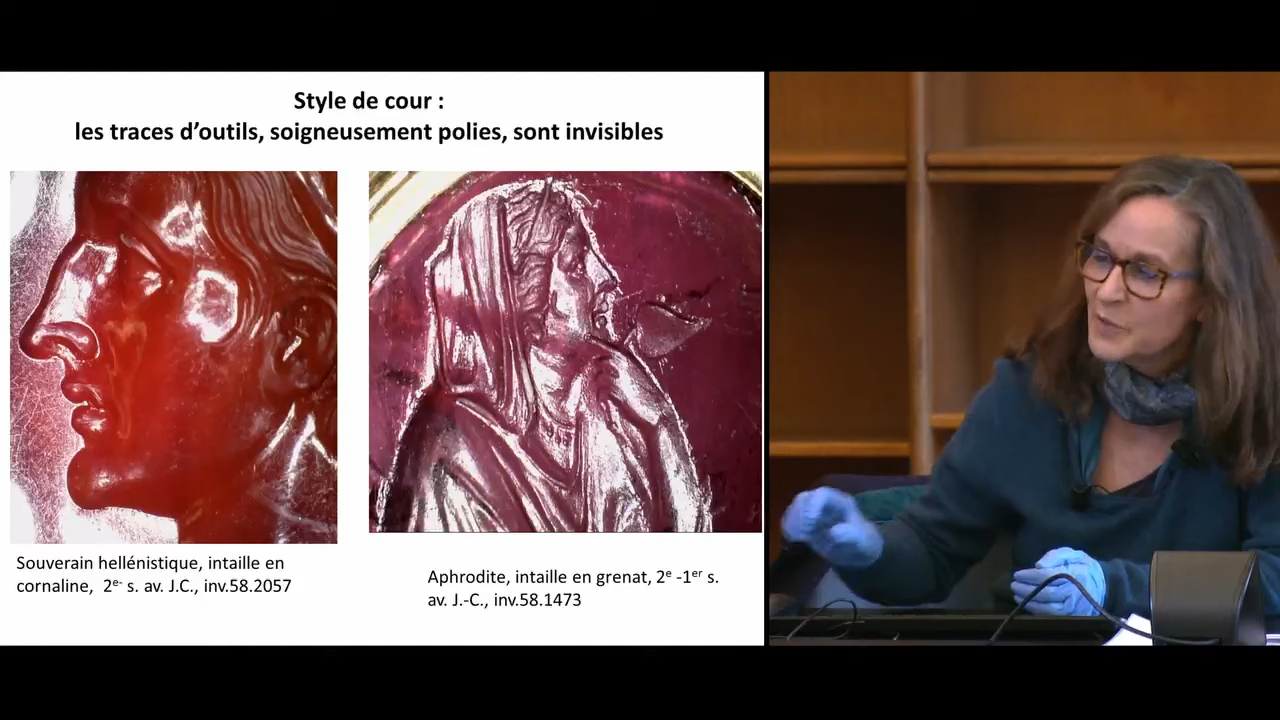 Style de cour :
les traces d’outils, soigneusement polies, sont invisibles
Souverain hellénistique, intaille en
cornaline, 2e- s. av. J.C., inv.58.2057
Aphrodite, intaille en grenat, 2e -1er s.
av. J.-C., inv.58.1473